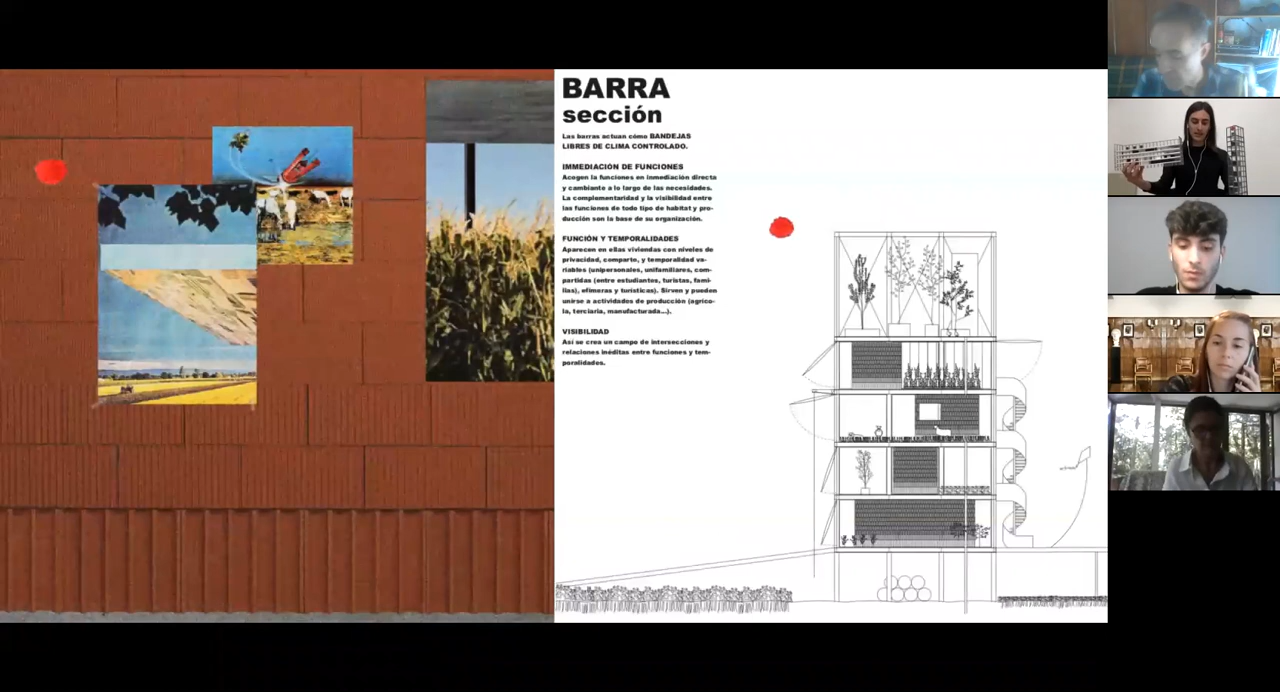 BARRA
sección
Las barras actuan cómo BANDEJAS
LIBRES DE CLIMA CONTROLADO.
IMMEDIACIÓN DE FUNCIONES
Acogen la funciones en inmediación directa
y cambiante a lo largo de las necesidades.
La complementaridad y la visibilidad entre
las funciones de todo tipo de habitat y pro-
ducción son la base de su organización.
FUNCIÓN Y TEMPORALIDADES
Aparecen en ellas viviendas con niveles de
privacidad, comparte, y temporalidad va-
riables (unipersonales, unifamiliares, com-
partidas (entre estudiantes, turistas, fami-
lias), efímeras y turísticas). Sirven y pueden
unirse a actividades de producción (agríco-
la, terciaria, manufacturada...).
VISIBILIDAD
Así se crea un campo de intersecciones y
relaciones inéditas entre funciones y tem-
poralidades.